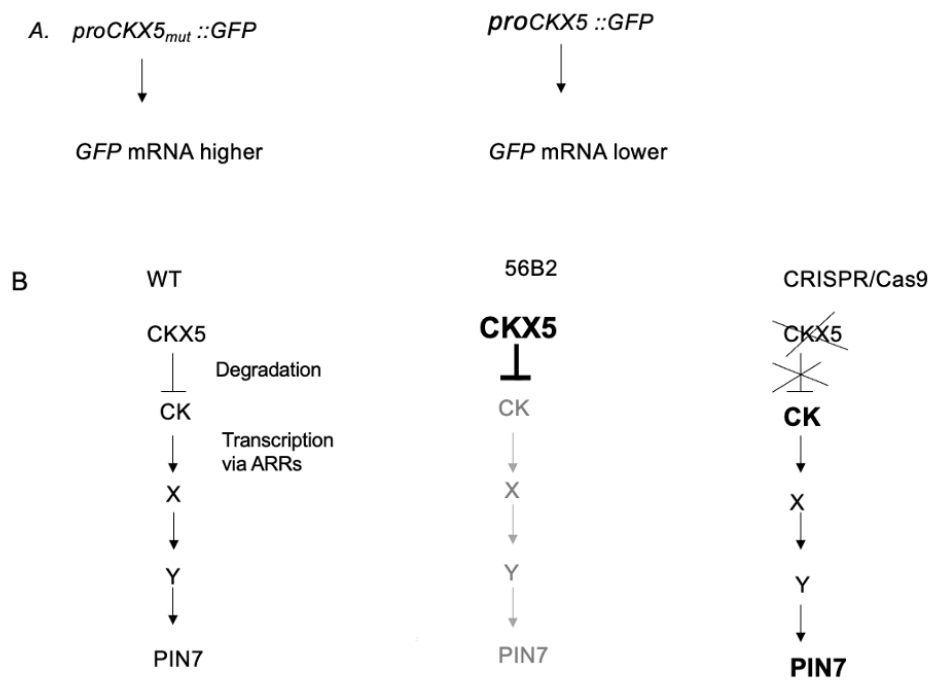 A. proCKX5mut ::GFP
proCKX5 ::GFP
GFP mRNA higher
GFP mRNA lower
B
WT
56B2
CRISPR/Cas9
CKX5
CKX5
CKX5
Degradation
CK
CK
CK
Transcription
via ARRs
X
X
X
Y
Y
Y
PIN7
PIN7
PIN7